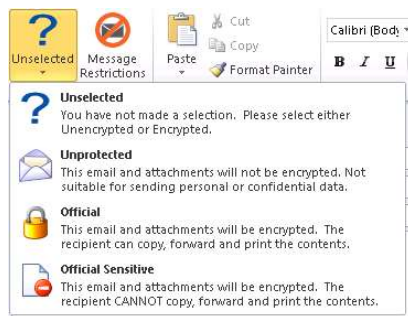 Unselected
Message
Restrictions
Paste
Cut
Copy
Format Painter
Calibri (Body
B I U
Unselected
You have not made a selection. Please select either
Unencrypted or Encrypted.
Unprotected
This email and attachments will not be encrypted. Not
suitable for sending personal or confidential data.
Official
This email and attachments will be encrypted. The
recipient can copy, forward and print the contents.
Official Sensitive
This email and attachments will be encrypted. The
recipient CANNOT copy, forward and print the contents.